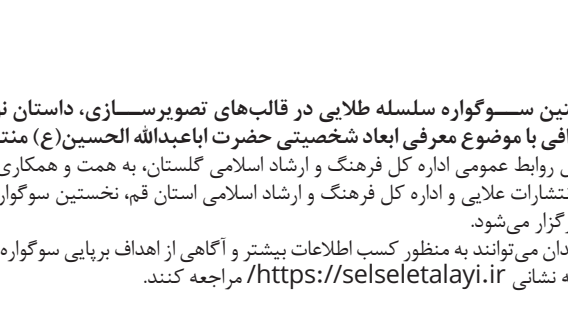 سوگواره سلسله طلایی در قالب‌های تصویرسازی، داستان
با موضوع معرفی ابعاد شخصیتی حضرت اباعبدالله الحسین(ع)
روابط عمومی اداره کل فرهنگ و ارشاد اسلامی گلستان، به همت و همکاری
علایی و اداره کل فرهنگ و ارشاد اسلامی استان قم، نخستین
می‌شود.
می‌توانند به منظور کسب اطلاعات بیشتر و آگاهی از اهداف برپایی سوگواره
نشانی https://selseletalayi.ir/ مراجعه کنند.